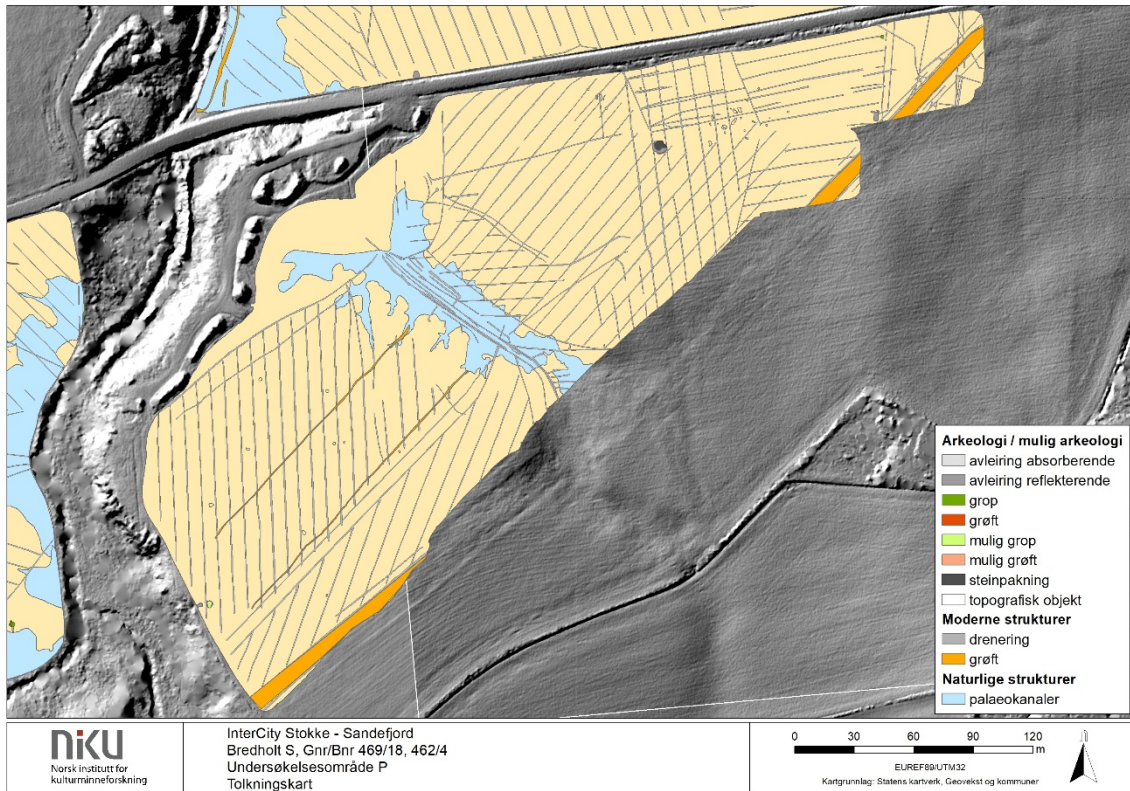 Arkeologi / mulig arkeologi
avleiring absorberende
avleiring reflekterende
grop
grøft
mulig grop
mulig grøft
steinpakning
topografisk objekt
Moderne strukturer
drenering
grøft
Naturlige strukturer
palaeokanaler
niku
Norsk institutt for
kulturminneforskning
InterCity Stokke - Sandefjord
Bredholt S, Gnr/Bnr 469/18, 462/4
Undersøkelsesområde P
Tolkningskart
0 30 60 90 120
m
EUREF89/UTM32
Kartgrunnlag: Statens kartverk, Geovekst og kommuner
N